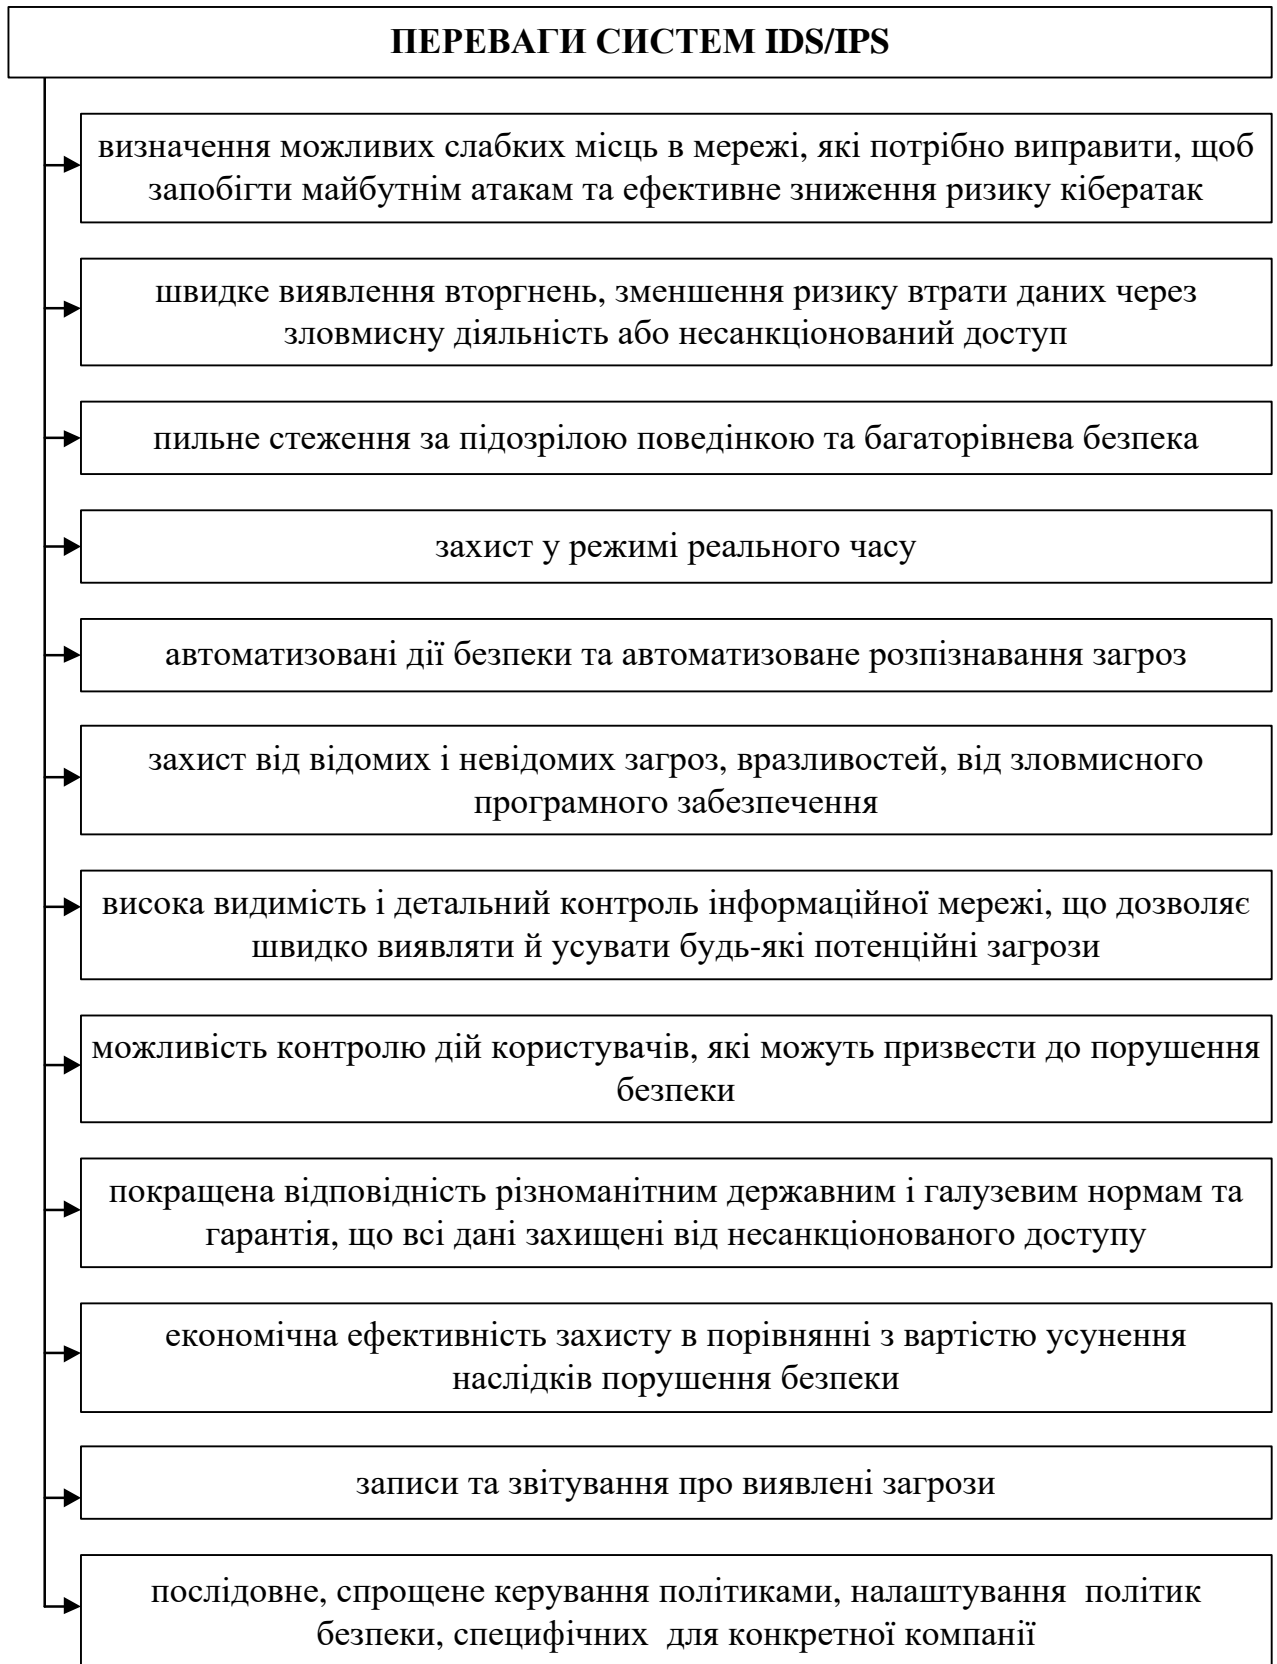 ПЕРЕВАГИ СИСТЕМ IDS/IPS
визначення можливих слабких місць в мережі, які потрібно виправити, щоб
запобігти майбутнім атакам та ефективне зниження ризику кібератак
швидке виявлення вторгнень, зменшення ризику втрати даних через
зловмисну діяльність або несанкціонований доступ
пильне стеження за підозрілою поведінкою та багаторівнева безпека
захист у режимі реального часу
автоматизовані дії безпеки та автоматизоване розпізнавання загроз
захист від відомих і невідомих загроз, вразливостей, від зловмисного
програмного забезпечення
висока видимість і детальний контроль інформаційної мережі, що дозволяє
швидко виявляти й усувати будь-які потенційні загрози
можливість контролю дій користувачів, які можуть призвести до порушення
безпеки
покращена відповідність різноманітним державним і галузевим нормам та
гарантія, що всі дані захищені від несанкціонованого доступу
економічна ефективність захисту в порівнянні з вартістю усунення
наслідків порушення безпеки
записи та звітування про виявлені загрози
послідовне, спрощене керування політиками, налаштування політик
безпеки, специфічних для конкретної компанії